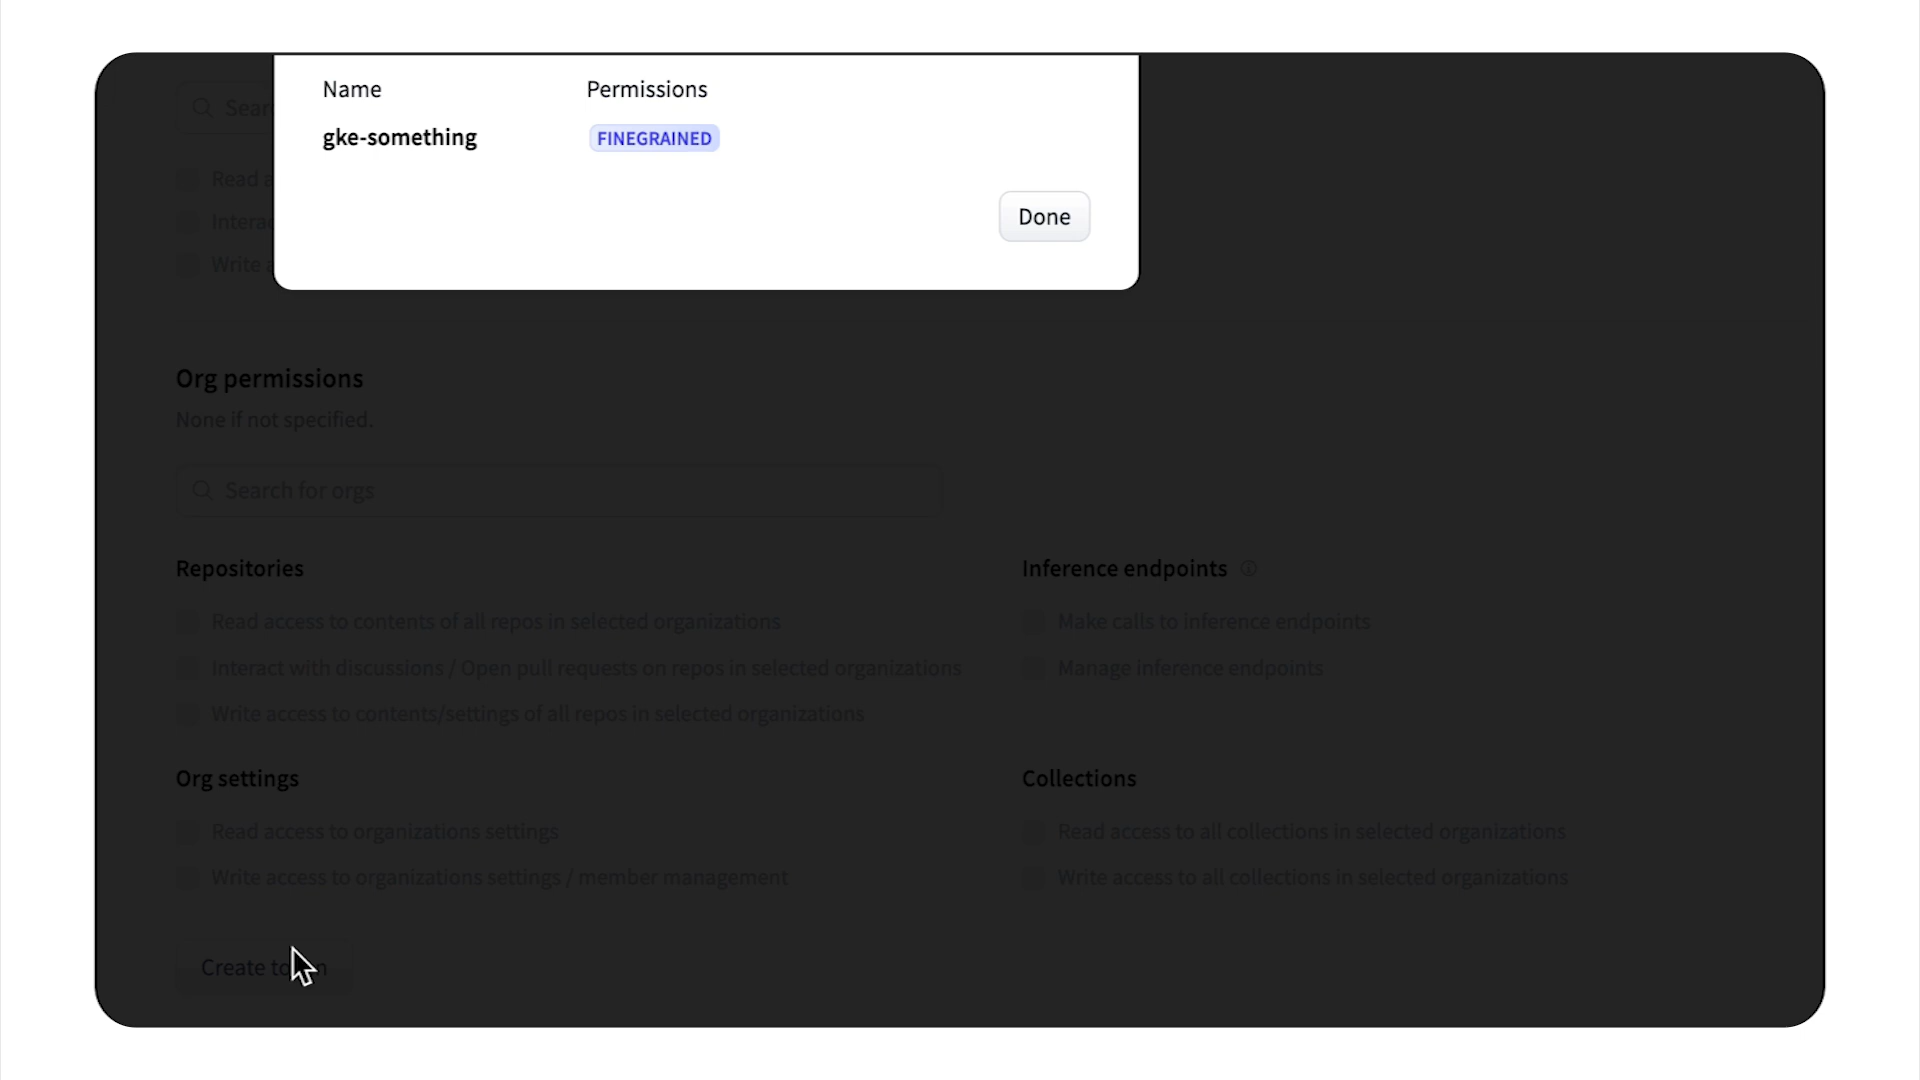 Name Permissions
gke-something FINEGRAINED
Done
Org permissions
None if not specified.
Search for orgs
Repositories
Read access to contents of all repos in selected organizations
Interact with discussions / Open pull requests on repos in selected organizations
Write access to contents/settings of all repos in selected organizations
Inference endpoints
Make calls to inference endpoints
Manage inference endpoints
Org settings
Read access to organizations settings
Write access to organizations settings / member management
Collections
Read access to all collections in selected organizations
Write access to all collections in selected organizations
Create